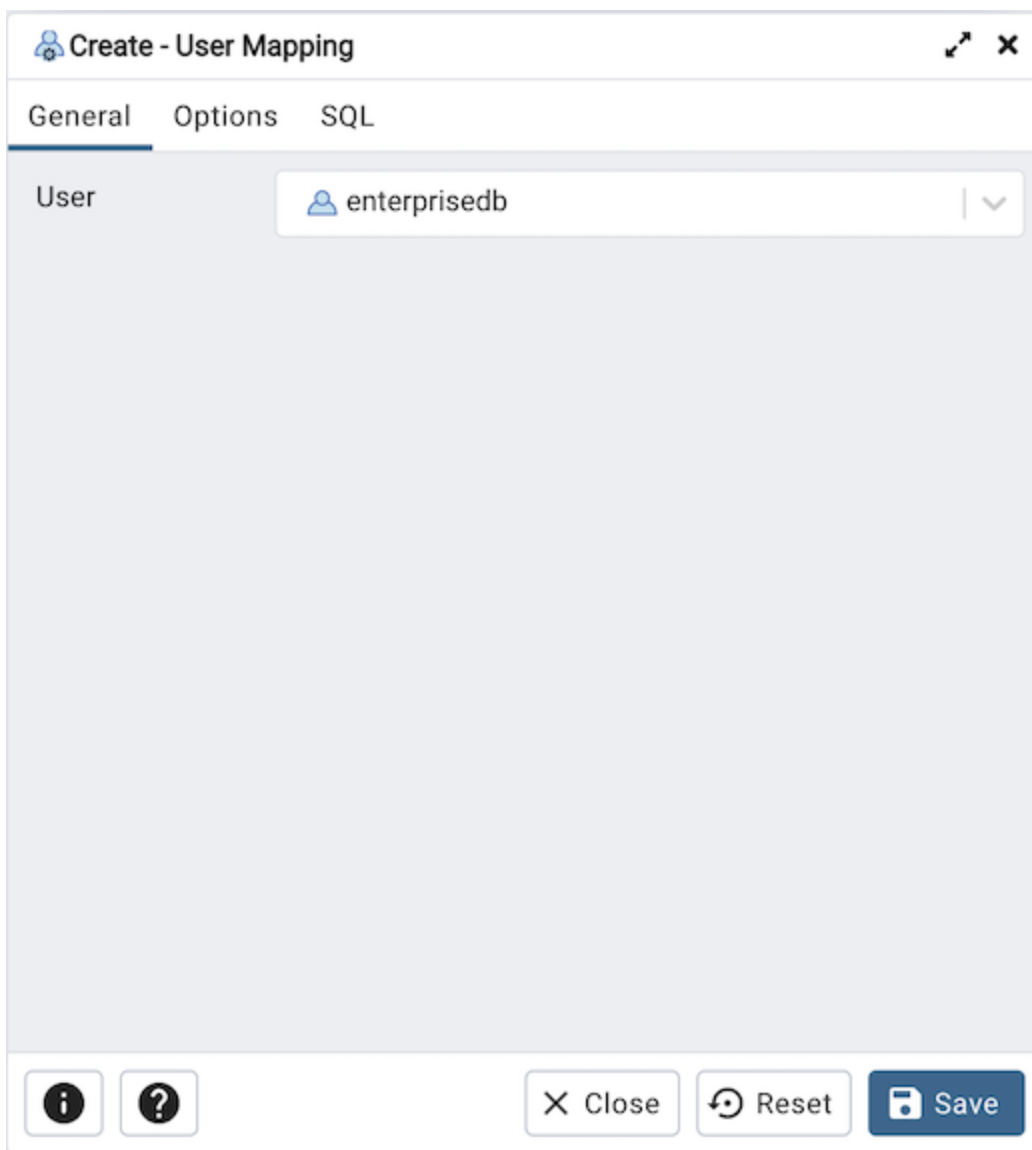 Create - User Mapping
General Options SQL
User enterprisedb
Close Reset Save